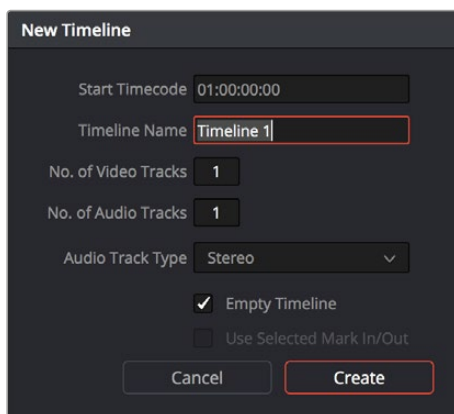 New Timeline
Start Timecode 01:00:00:00
Timeline Name Timeline 1
No. of Video Tracks 1
No. of Audio Tracks 1
Audio Track Type Stereo
Empty Timeline
Use Selected Mark In/Out
Cancel Create